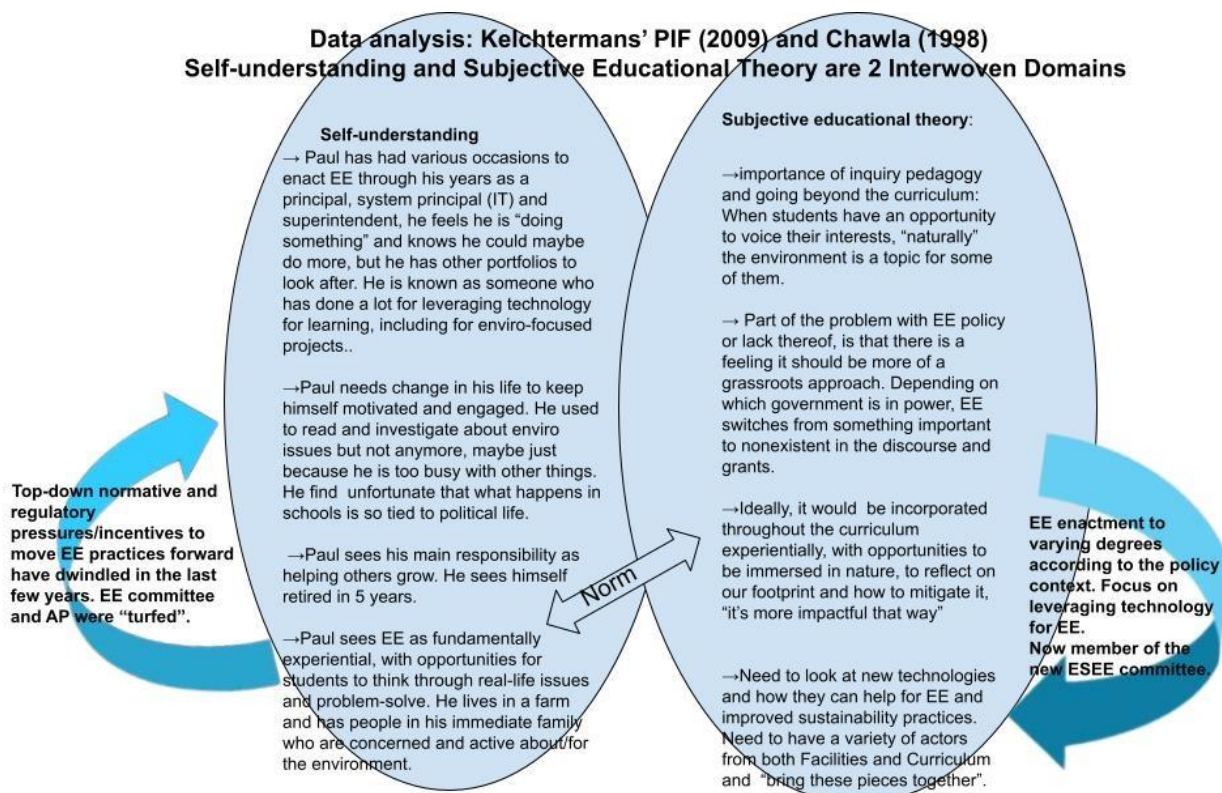 Data analysis: Kelchtermans' PIF (2009) and Chawla (1998)
Self-understanding and Subjective Educational Theory are 2 Interwoven Domains
Self-understanding
→ Paul has had various occasions to
enact EE through his years as a
principal, system principal (IT) and
superintendent, he feels he is “doing
something” and knows he could maybe
do more, but he has other portfolios to
look after. He is known as someone who
has done a lot for leveraging technology
for learning, including for enviro-focused
projects..
→Paul needs change in his life to keep
himself motivated and engaged. He used
to read and investigate about enviro
issues but not anymore, maybe just
because he is too busy with other things.
He find  unfortunate that what happens in
schools is so tied to political life.
→Paul sees his main responsibility as
helping others grow. He sees himself
retired in 5 years.
→Paul sees EE as fundamentally
experiential, with opportunities for
students to think through real-life issues
and problem-solve. He lives in a farm
and has people in his immediate family
who are concerned and active about/for
the environment.
Subjective educational theory:
→importance of inquiry pedagogy
and going beyond the curriculum:
When students have an opportunity
to voice their interests, “naturally”
the environment is a topic for some
of them.
→ Part of the problem with EE policy
or lack thereof, is that there is a
feeling it should be more of a
grassroots approach. Depending on
which government is in power, EE
switches from something important
to nonexistent in the discourse and
grants.
→Ideally, it would  be incorporated
throughout the curriculum
experientially, with opportunities to
be immersed in nature, to reflect on
our footprint and how to mitigate it,
“it's more impactful that way”
→Need to look at new technologies
and how they can help for EE and
improved sustainability practices.
Need to have a variety of actors
from both Facilities and Curriculum
and  “bring these pieces together”.
Top-down normative and
regulatory
pressures/incentives to
move EE practices forward
have dwindled in the last
few years. EE committee
and AP were “turfed”.
Norm
EE enactment to
varying degrees
according to the policy
context. Focus on
leveraging technology
for EE.
Now member of the
new ESEE committee.